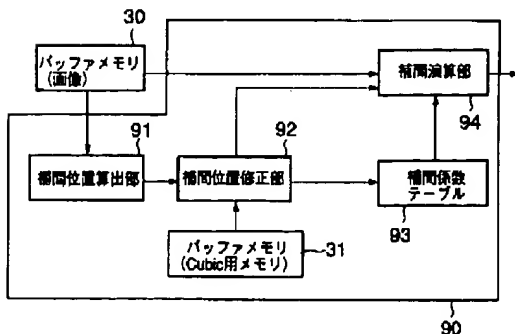 30
バッファメモリ
(画像)
補間演算部
94
91
補間位置算出部
92
補間位置修正部
補間係数
テーブル
93
バッファメモリ
(Cubic用メモリ)
31
90